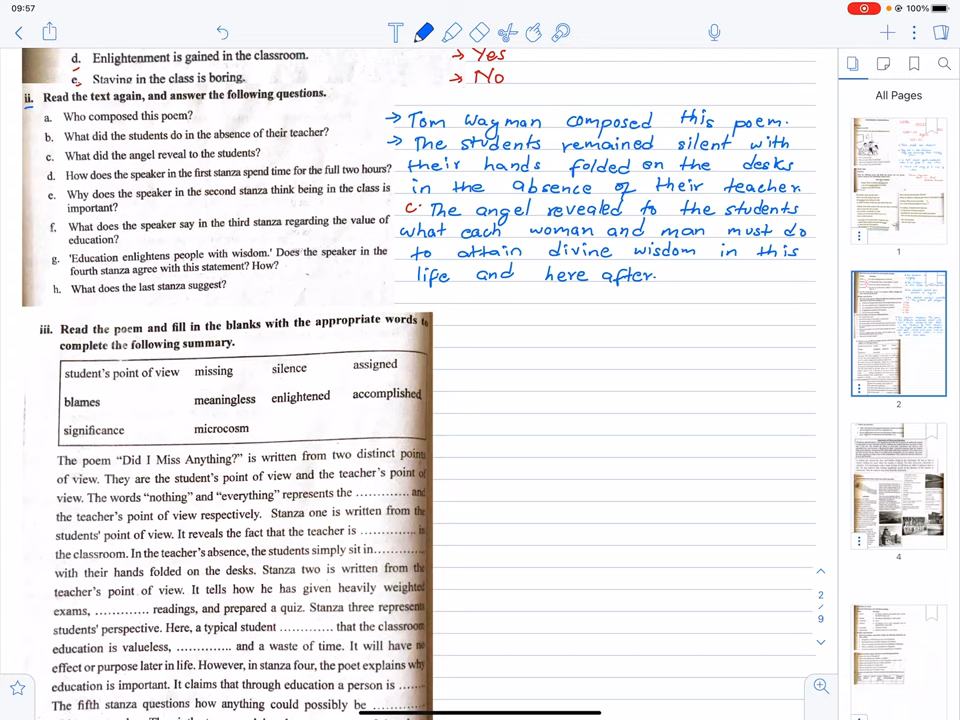 09:57
100%
d. Enlightenment is gained in the classroom.
→ Yes
e. Staying in the class is boring.
→ No
ii. Read the text again, and answer the following questions.
a. Who composed this poem?
b. What did the students do in the absence of their teacher?
c. What did the angel reveal to the students?
d. How does the speaker in the first stanza spend time for the full two hours?
e. Why does the speaker in the second stanza think being in the class is
important?
f. What does the speaker say in the third stanza regarding the value of
education?
g. 'Education enlightens people with wisdom.' Does the speaker in the
fourth stanza agree with this statement? How?
h. What does the last stanza suggest?
→ Tom Wayman composed this poem.
→ The students remained silent with
their hands folded on the desks
in the absence of their teacher
c. The angel revealed to the students
what each woman and man must do
to attain divine wisdom in this
life and here after.
iii. Read the poem and fill in the blanks with the appropriate words to
complete the following summary.
student's point of view missing silence assigned
blames meaningless enlightened accomplished
significance microcosm
The poem “Did I Miss Anything?” is written from two distinct points
of view. They are the student's point of view and the teacher's point of
view. The words “nothing” and “everything” represents the ............. and
the teacher's point of view respectively. Stanza one is written from the
students' point of view. It reveals the fact that the teacher is ............. in
the classroom. In the teacher's absence, the students simply sit in.............
with their hands folded on the desks. Stanza two is written from the
teacher's point of view. It tells how he has given heavily weighted
exams, ............. readings, and prepared a quiz. Stanza three represents
students' perspective. Here, a typical student ............. that the classroom
education is valueless, ............. and a waste of time. It will have no
effect or purpose later in life. However, in stanza four, the poet explains why
education is important. It claims that through education a person is ......
The fifth stanza questions how anything could possibly be .............
All Pages
1
2
4
2
9